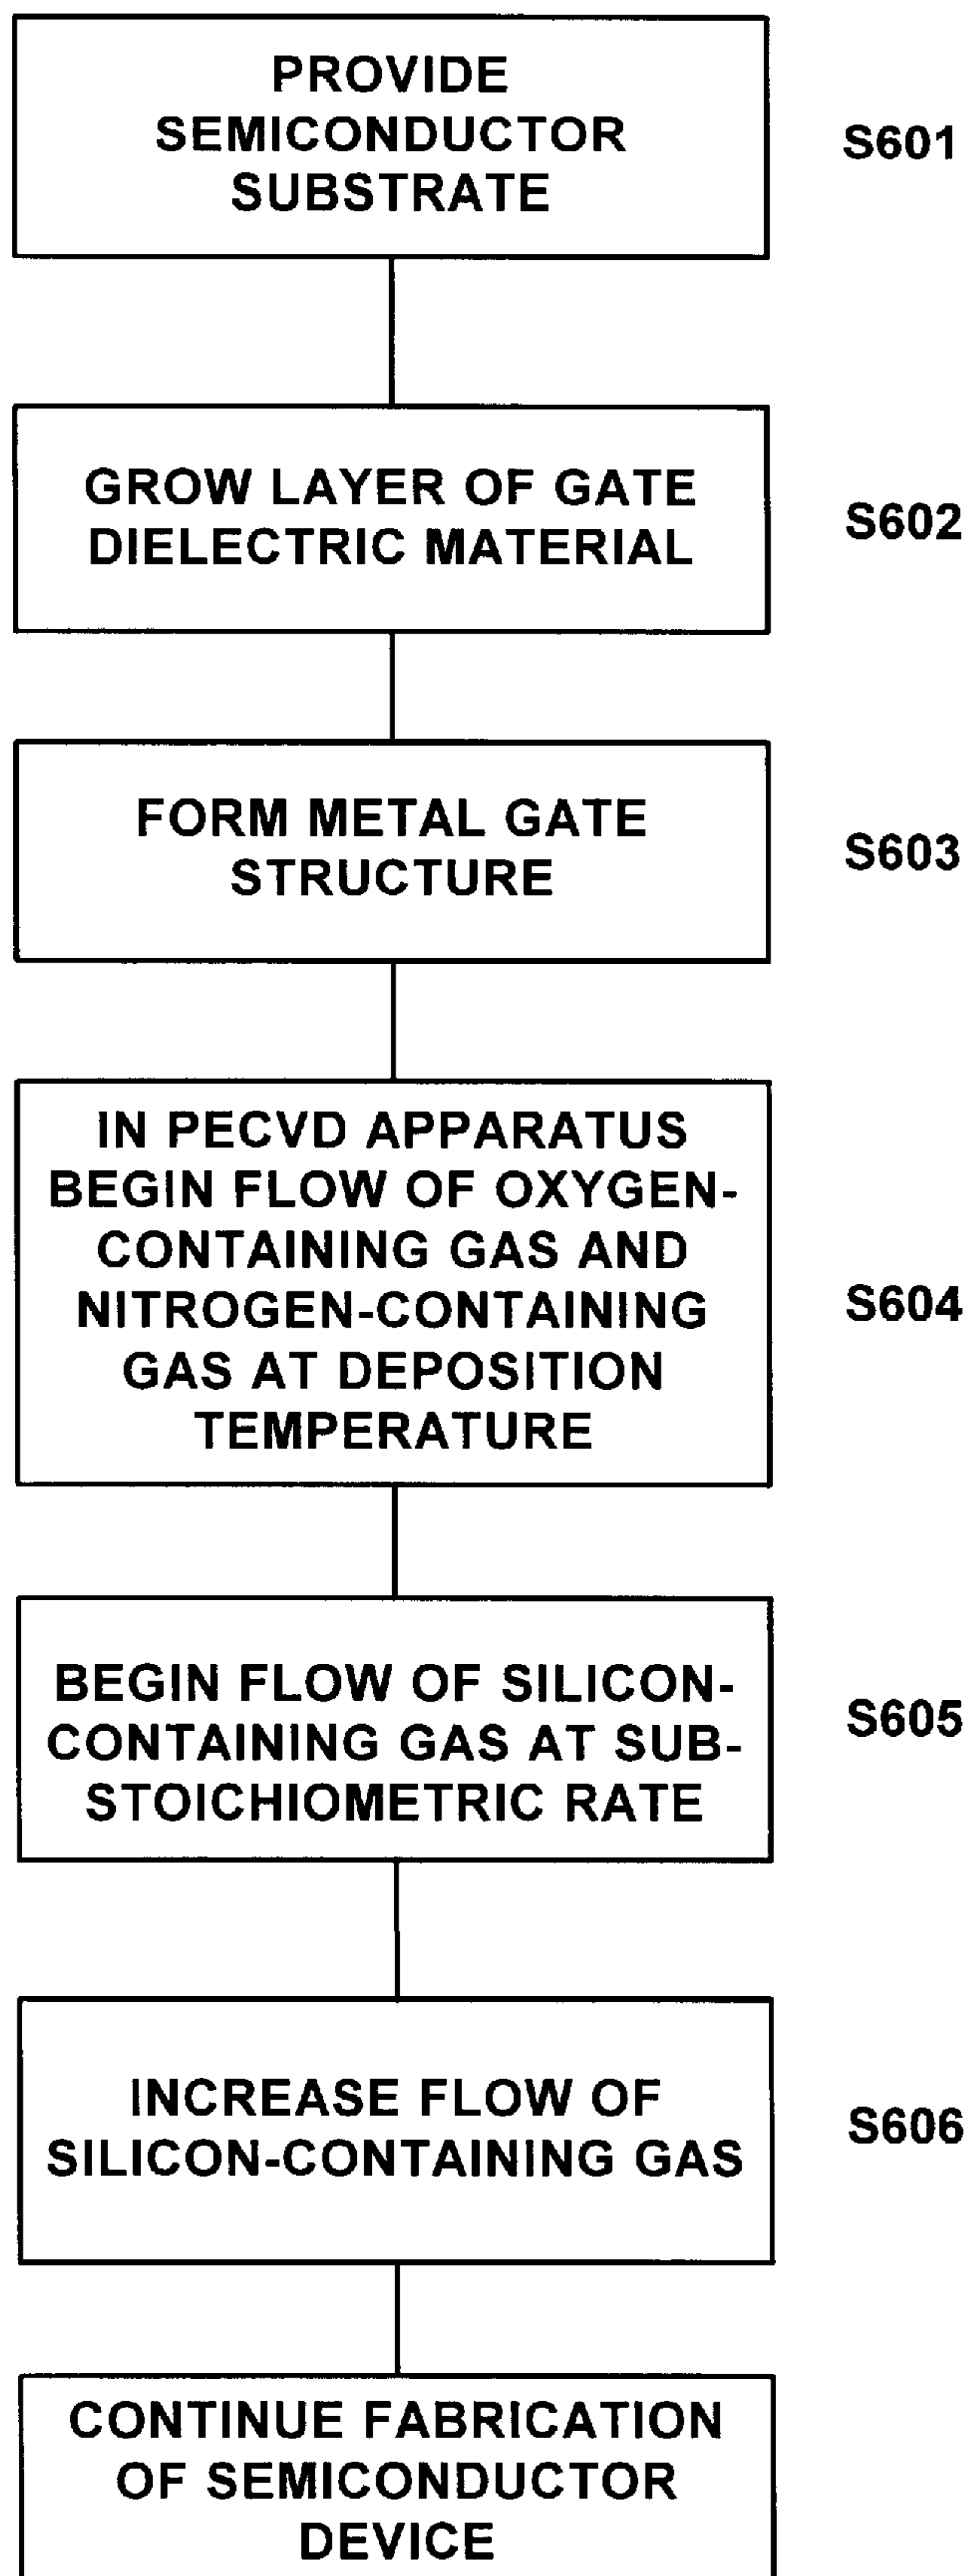 PROVIDE
SEMICONDUCTOR
SUBSTRATE
S601
GROW LAYER OF GATE
DIELECTRIC MATERIAL
S602
FORM METAL GATE
STRUCTURE
S603
IN PECVD APPARATUS
BEGIN FLOW OF OXYGEN-
CONTAINING GAS AND
NITROGEN-CONTAINING
GAS AT DEPOSITION
TEMPERATURE
S604
BEGIN FLOW OF SILICON-
CONTAINING GAS AT SUB-
STOICHIOMETRIC RATE
S605
INCREASE FLOW OF
SILICON-CONTAINING GAS
S606
CONTINUE FABRICATION
OF SEMICONDUCTOR
DEVICE